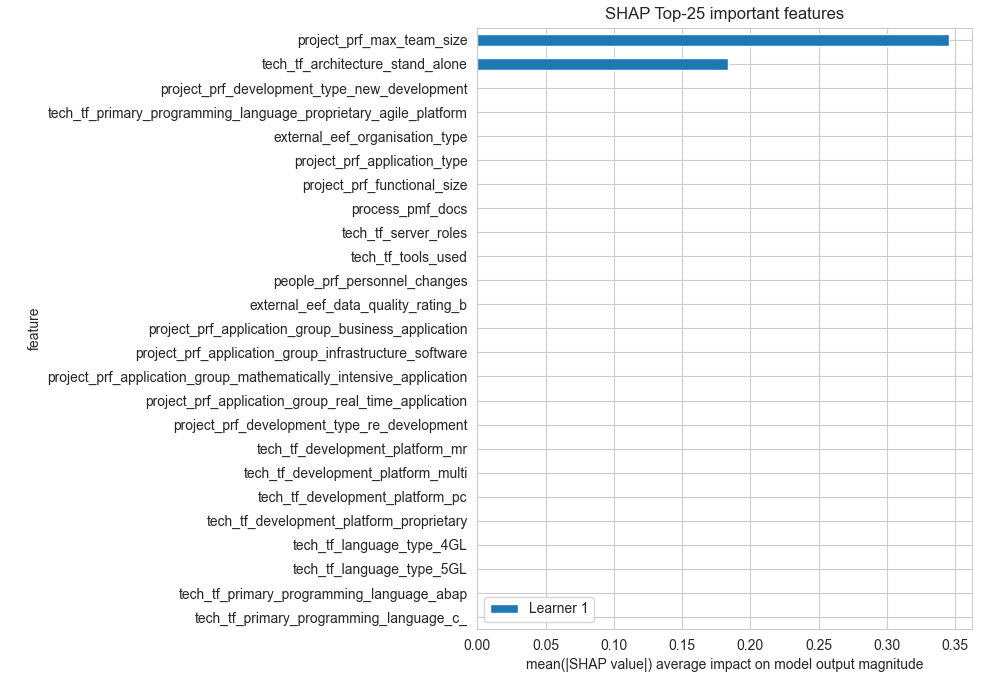 SHAP Top-25 important features
project_prf_max_team_size
tech_tf_architecture_stand_alone
project_prf_development_type_new_development
tech_tf_primary_programming_language_proprietary_agile_platform
external_eef_organisation_type
project_prf_application_type
project_prf_functional_size
process_pmf_docs
tech_tf_server_roles
tech_tf_tools_used
people_prf_personnel_changes
external_eef_data_quality_rating_b
project_prf_application_group_business_application
project_prf_application_group_infrastructure_software
project_prf_application_group_mathematically_intensive_application
project_prf_application_group_real_time_application
project_prf_development_type_re_development
tech_tf_development_platform_mr
tech_tf_development_platform_multi
tech_tf_development_platform_pc
tech_tf_development_platform_proprietary
tech_tf_language_type_4GL
tech_tf_language_type_5GL
tech_tf_primary_programming_language_abap
tech_tf_primary_programming_language_c_
feature
Learner 1
0.00 0.05 0.10 0.15 0.20 0.25 0.30 0.35
mean(|SHAP value|) average impact on model output magnitude